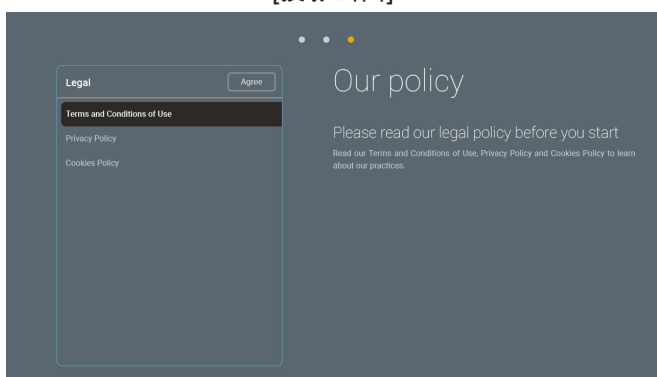 Legal
Agree
Terms and Conditions of Use
Privacy Policy
Cookies Policy
Our policy
Please read our legal policy before you start
Read our Terms and Conditions of Use, Privacy Policy and Cookies Policy to learn
about our practices.